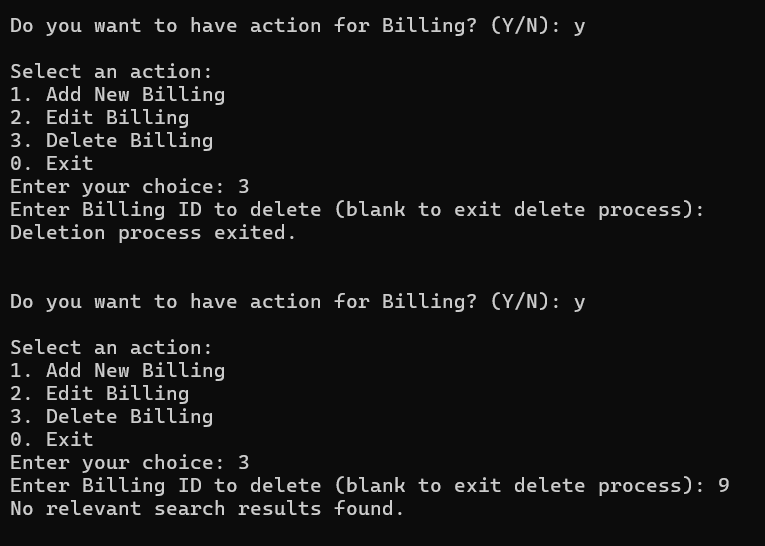 Do you want to have action for Billing? (Y/N): y
Select an action:
1. Add New Billing
2. Edit Billing
3. Delete Billing
0. Exit
Enter your choice: 3
Enter Billing ID to delete (blank to exit delete process):
Deletion process exited.
Do you want to have action for Billing? (Y/N): y
Select an action:
1. Add New Billing
2. Edit Billing
3. Delete Billing
0. Exit
Enter your choice: 3
Enter Billing ID to delete (blank to exit delete process): 9
No relevant search results found.